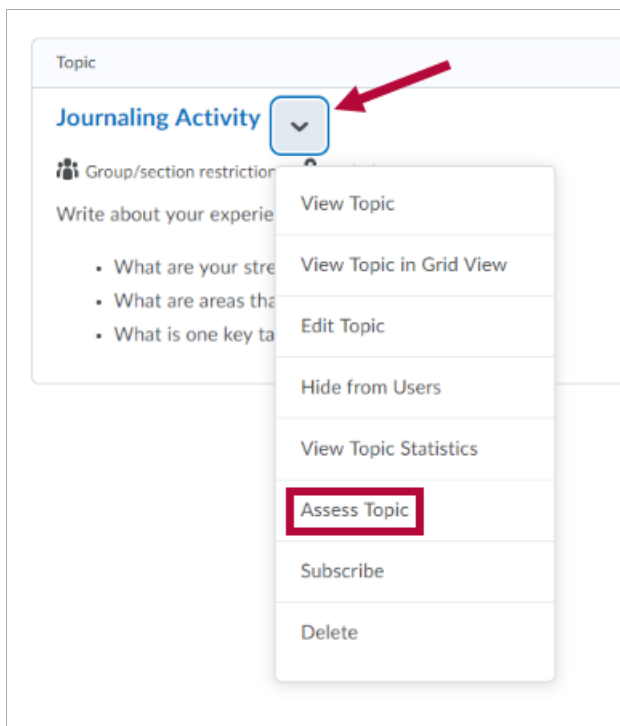 Topic
Journaling Activity
Group/section restriction
Write about your experie
• What are your stre
• What are areas tha
• What is one key ta
View Topic
View Topic in Grid View
Edit Topic
Hide from Users
View Topic Statistics
Assess Topic
Subscribe
Delete